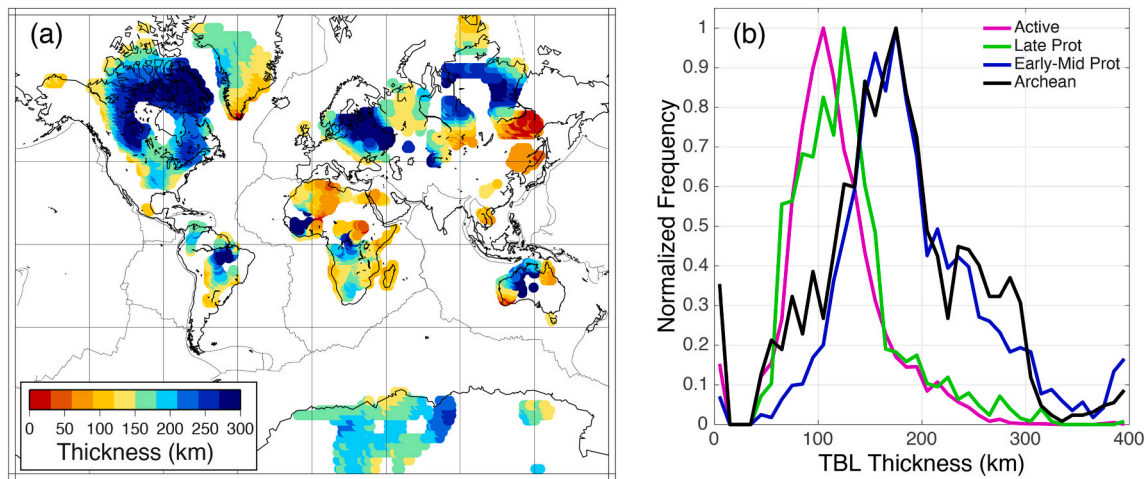 (a)
0 50 100 150 200 250 300
Thickness (km)
(b)
Active
Late Prot
Early-Mid Prot
Archean
1
0.9
0.8
0.7
0.6
0.5
0.4
0.3
0.2
0.1
0
Normalized Frequency
0 100 200 300 400
TBL Thickness (km)